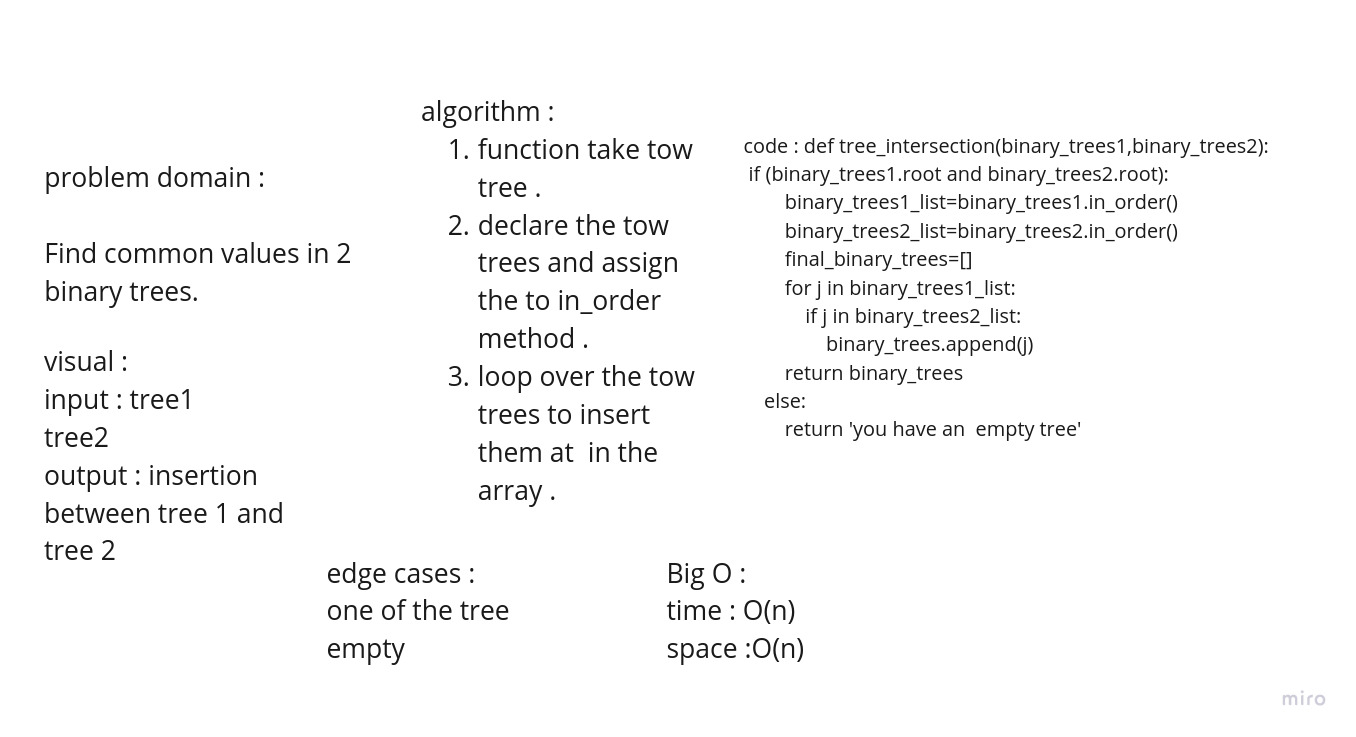 problem domain :
Find common values in 2
binary trees.
visual :
input : tree1
tree2
output : insertion
between tree 1 and
tree 2
algorithm :
1. function take tow
tree .
2. declare the tow
trees and assign
the to in_order
method .
3. loop over the tow
trees to insert
them at  in the
array .
code : def tree_intersection(binary_trees1,binary_trees2):
if (binary_trees1.root and binary_trees2.root):
binary_trees1_list=binary_trees1.in_order()
binary_trees2_list=binary_trees2.in_order()
final_binary_trees=[]
for j in binary_trees1_list:
if j in binary_trees2_list:
binary_trees.append(j)
return binary_trees
else:
return 'you have an  empty tree'
edge cases :
one of the tree
empty
Big O :
time : O(n)
space :O(n)
miro